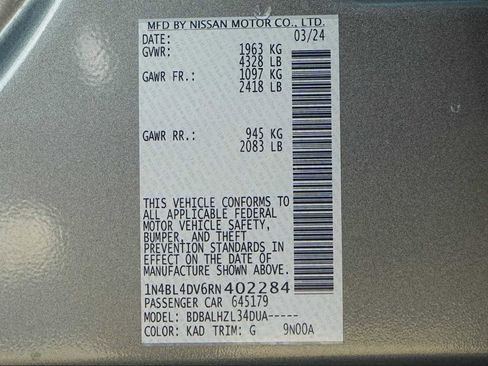 MFD BY NISSAN MOTOR CO., LTD.
DATE: 03/24
GVWR: 1963 KG
4328 LB
GAWR FR.: 1097 KG
2418 LB
GAWR RR.: 945 KG
2083 LB
THIS VEHICLE CONFORMS TO
ALL APPLICABLE FEDERAL
MOTOR VEHICLE SAFETY,
BUMPER, AND THEFT
PREVENTION STANDARDS IN
EFFECT ON THE DATE OF
MANUFACTURE SHOWN ABOVE.
1N4BL4DV6RN402284
PASSENGER CAR 645179
MODEL: BDBALHZL34DUA-----
COLOR: KAD TRIM: G 9N00A